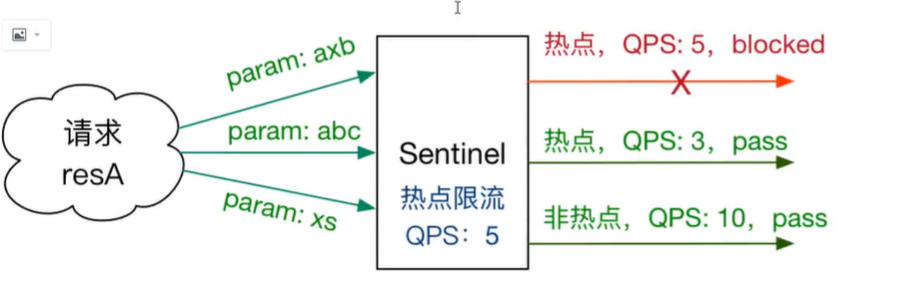 请求
resA
param: axb
param: abc
param: xs
Sentinel
热点限流
QPS：5
热点，QPS: 5，blocked
X
热点，QPS: 3，pass
非热点，QPS: 10，pass